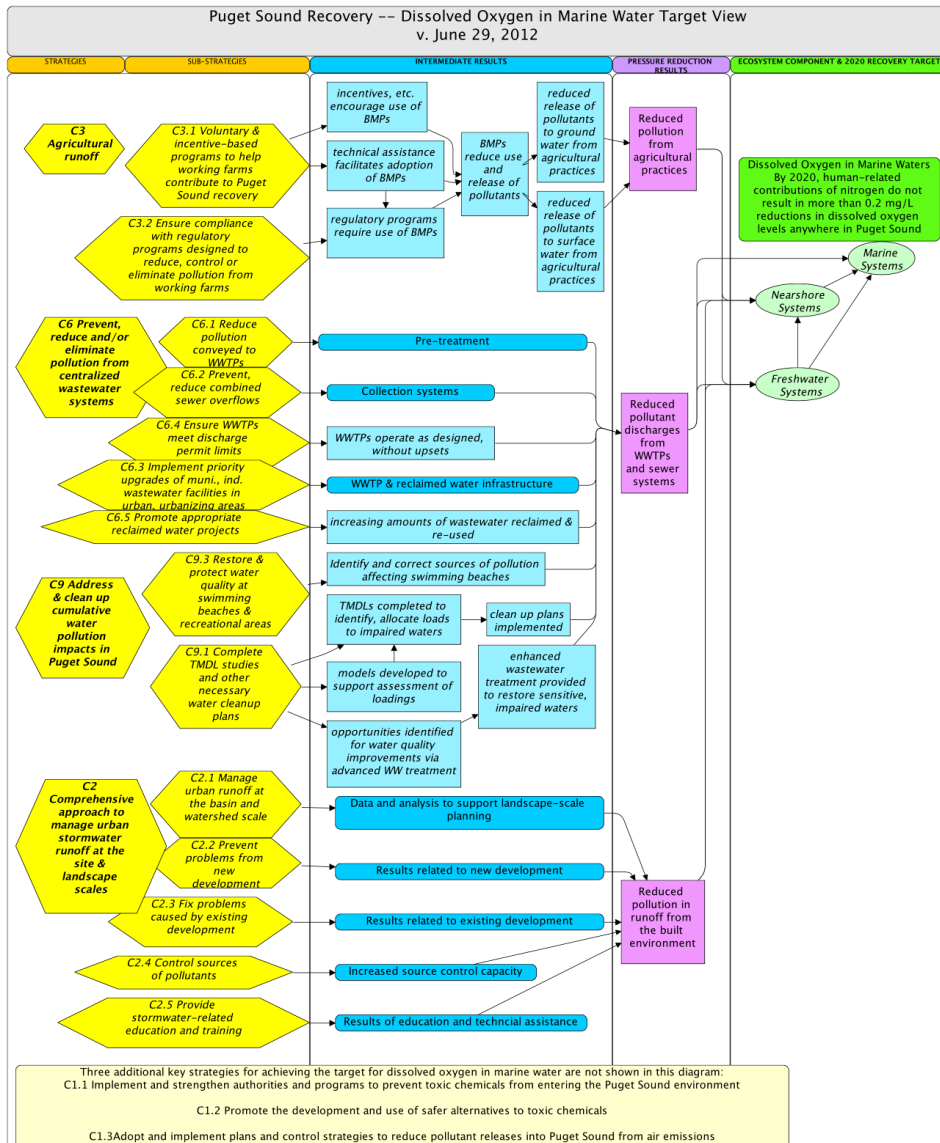 Puget Sound Recovery -- Dissolved Oxygen in Marine Water Target View
v. June 29, 2012
STRATEGIES
SUB-STRATEGIES
INTERMEDIATE RESULTS
PRESSURE REDUCTION
RESULTS
ECOSYSTEM COMPONENT & 2020 RECOVERY TARGET
C3
Agricultural
runoff
C3.1 Voluntary &
incentive-based
programs to help
working farms
contribute to Puget
Sound recovery
C3.2 Ensure compliance
with regulatory
programs designed to
reduce, control or
eliminate pollution from
working farms
incentives, etc.
encourage use of
BMPs
technical assistance
facilitates adoption
of BMPs
regulatory programs
require use of BMPs
BMPs
reduce use
and
release of
pollutants
reduced
release of
pollutants
to ground
water from
agricultural
practices
reduced
release of
pollutants
to surface
water from
agricultural
practices
Reduced
pollution
from
agricultural
practices
Dissolved Oxygen in Marine Waters
By 2020, human-related
contributions of nitrogen do not
result in more than 0.2 mg/L
reductions in dissolved oxygen
levels anywhere in Puget Sound
Marine
Systems
Nearshore
Systems
Freshwater
Systems
C6 Prevent,
reduce and/or
eliminate
pollution from
centralized
wastewater
systems
C6.1 Reduce
pollution
conveyed to
WWTPs
C6.2 Prevent,
reduce combined
sewer overflows
C6.4 Ensure WWTPs
meet discharge
permit limits
C6.3 Implement priority
upgrades of muni., ind.
wastewater facilities in
urban, urbanizing areas
C6.5 Promote appropriate
reclaimed water projects
Pre-treatment
Collection systems
WWTPs operate as designed,
without upsets
WWTP & reclaimed water infrastructure
increasing amounts of wastewater reclaimed &
re-used
Reduced
pollutant
discharges
from
WWTPs
and sewer
systems
C9 Address
& clean up
cumulative
water
pollution
impacts in
Puget Sound
C9.3 Restore &
protect water
quality at
swimming
beaches &
recreational areas
C9.1 Complete
TMDL studies
and other
necessary
water cleanup
plans
Identify and correct sources of pollution
affecting swimming beaches
TMDLs completed to
identify, allocate loads
to impaired waters
clean up plans
implemented
models developed to
support assessment of
loadings
enhanced
wastewater
treatment provided
to restore sensitive,
impaired waters
opportunities identified
for water quality
improvements via
advanced WW treatment
C2
Comprehensive
approach to
manage urban
stormwater
runoff at the
site &
landscape
scales
C2.1 Manage
urban runoff at
the basin and
watershed scale
C2.2 Prevent
problems from
new
development
C2.3 Fix problems
caused by existing
development
C2.4 Control sources
of pollutants
C2.5 Provide
stormwater-related
education and training
Data and analysis to support landscape-scale
planning
Results related to new development
Results related to existing development
Increased source control capacity
Results of education and techncial assistance
Reduced
pollution in
runoff from
the built
environment
Three additional key strategies for achieving the target for dissolved oxygen in marine water are not shown in this diagram:
C1.1 Implement and strengthen authorities and programs to prevent toxic chemicals from entering the Puget Sound environment
C1.2 Promote the development and use of safer alternatives to toxic chemicals
C1.3Adopt and implement plans and control strategies to reduce pollutant releases into Puget Sound from air emissions